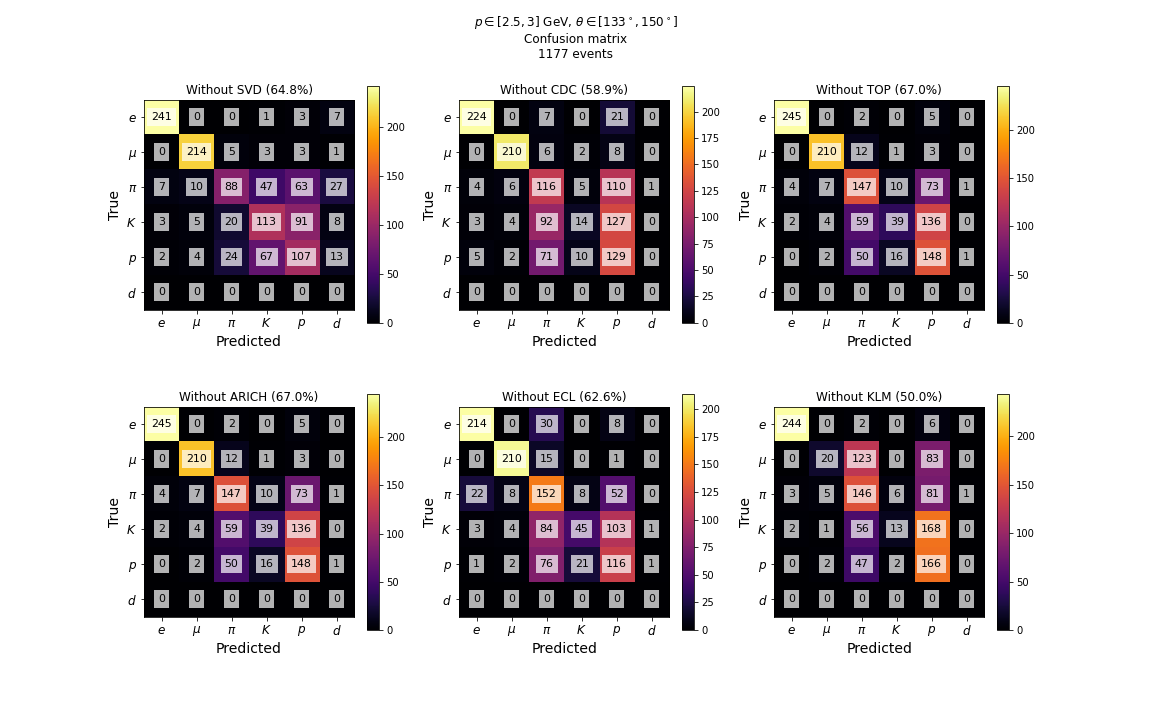 p ∈ [2.5, 3] GeV, θ ∈ [133°, 150°]
Confusion matrix
1177 events
Without SVD (64.8%)
e 241 0 0 1 3 7
μ 0 214 5 3 3 1
π 7 10 88 47 63 27
K 3 5 20 113 91 8
p 2 4 24 67 107 13
d 0 0 0 0 0 0
e μ π K p d
True
Predicted
200
150
100
50
0
Without CDC (58.9%)
e 224 0 7 0 21 0
μ 0 210 6 2 8 0
π 4 6 116 5 110 1
K 3 4 92 14 127 0
p 5 2 71 10 129 0
d 0 0 0 0 0 0
e μ π K p d
True
Predicted
200
175
150
125
100
75
50
25
0
Without TOP (67.0%)
e 245 0 2 0 5 0
μ 0 210 12 1 3 0
π 4 7 147 10 73 1
K 2 4 59 39 136 0
p 0 2 50 16 148 1
d 0 0 0 0 0 0
e μ π K p d
True
Predicted
200
150
100
50
0
Without ARICH (67.0%)
e 245 0 2 0 5 0
μ 0 210 12 1 3 0
π 4 7 147 10 73 1
K 2 4 59 39 136 0
p 0 2 50 16 148 1
d 0 0 0 0 0 0
e μ π K p d
True
Predicted
200
150
100
50
0
Without ECL (62.6%)
e 214 0 30 0 8 0
μ 0 210 15 0 1 0
π 22 8 152 8 52 0
K 3 4 84 45 103 1
p 1 2 76 21 116 1
d 0 0 0 0 0 0
e μ π K p d
True
Predicted
200
175
150
125
100
75
50
25
0
Without KLM (50.0%)
e 244 0 2 0 6 0
μ 0 20 123 0 83 0
π 3 5 146 6 81 1
K 2 1 56 13 168 0
p 0 2 47 2 166 0
d 0 0 0 0 0 0
e μ π K p d
True
Predicted
200
150
100
50
0